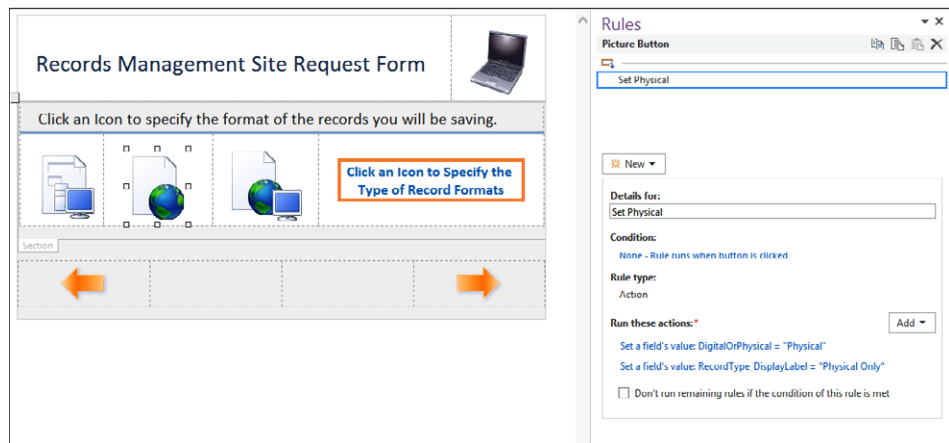 Records Management Site Request Form
Click an Icon to specify the format of the records you will be saving.
Click an Icon to Specify the
Type of Record Formats
Section
Rules
Picture Button
Set Physical
New
Details for:
Set Physical
Condition:
None - Rule runs when button is clicked
Rule type:
Action
Run these actions:*
Add
Set a field's value: DigitalOrPhysical = "Physical"
Set a field's value: RecordType_DisplayLabel = "Physical Only"
Don't run remaining rules if the condition of this rule is met